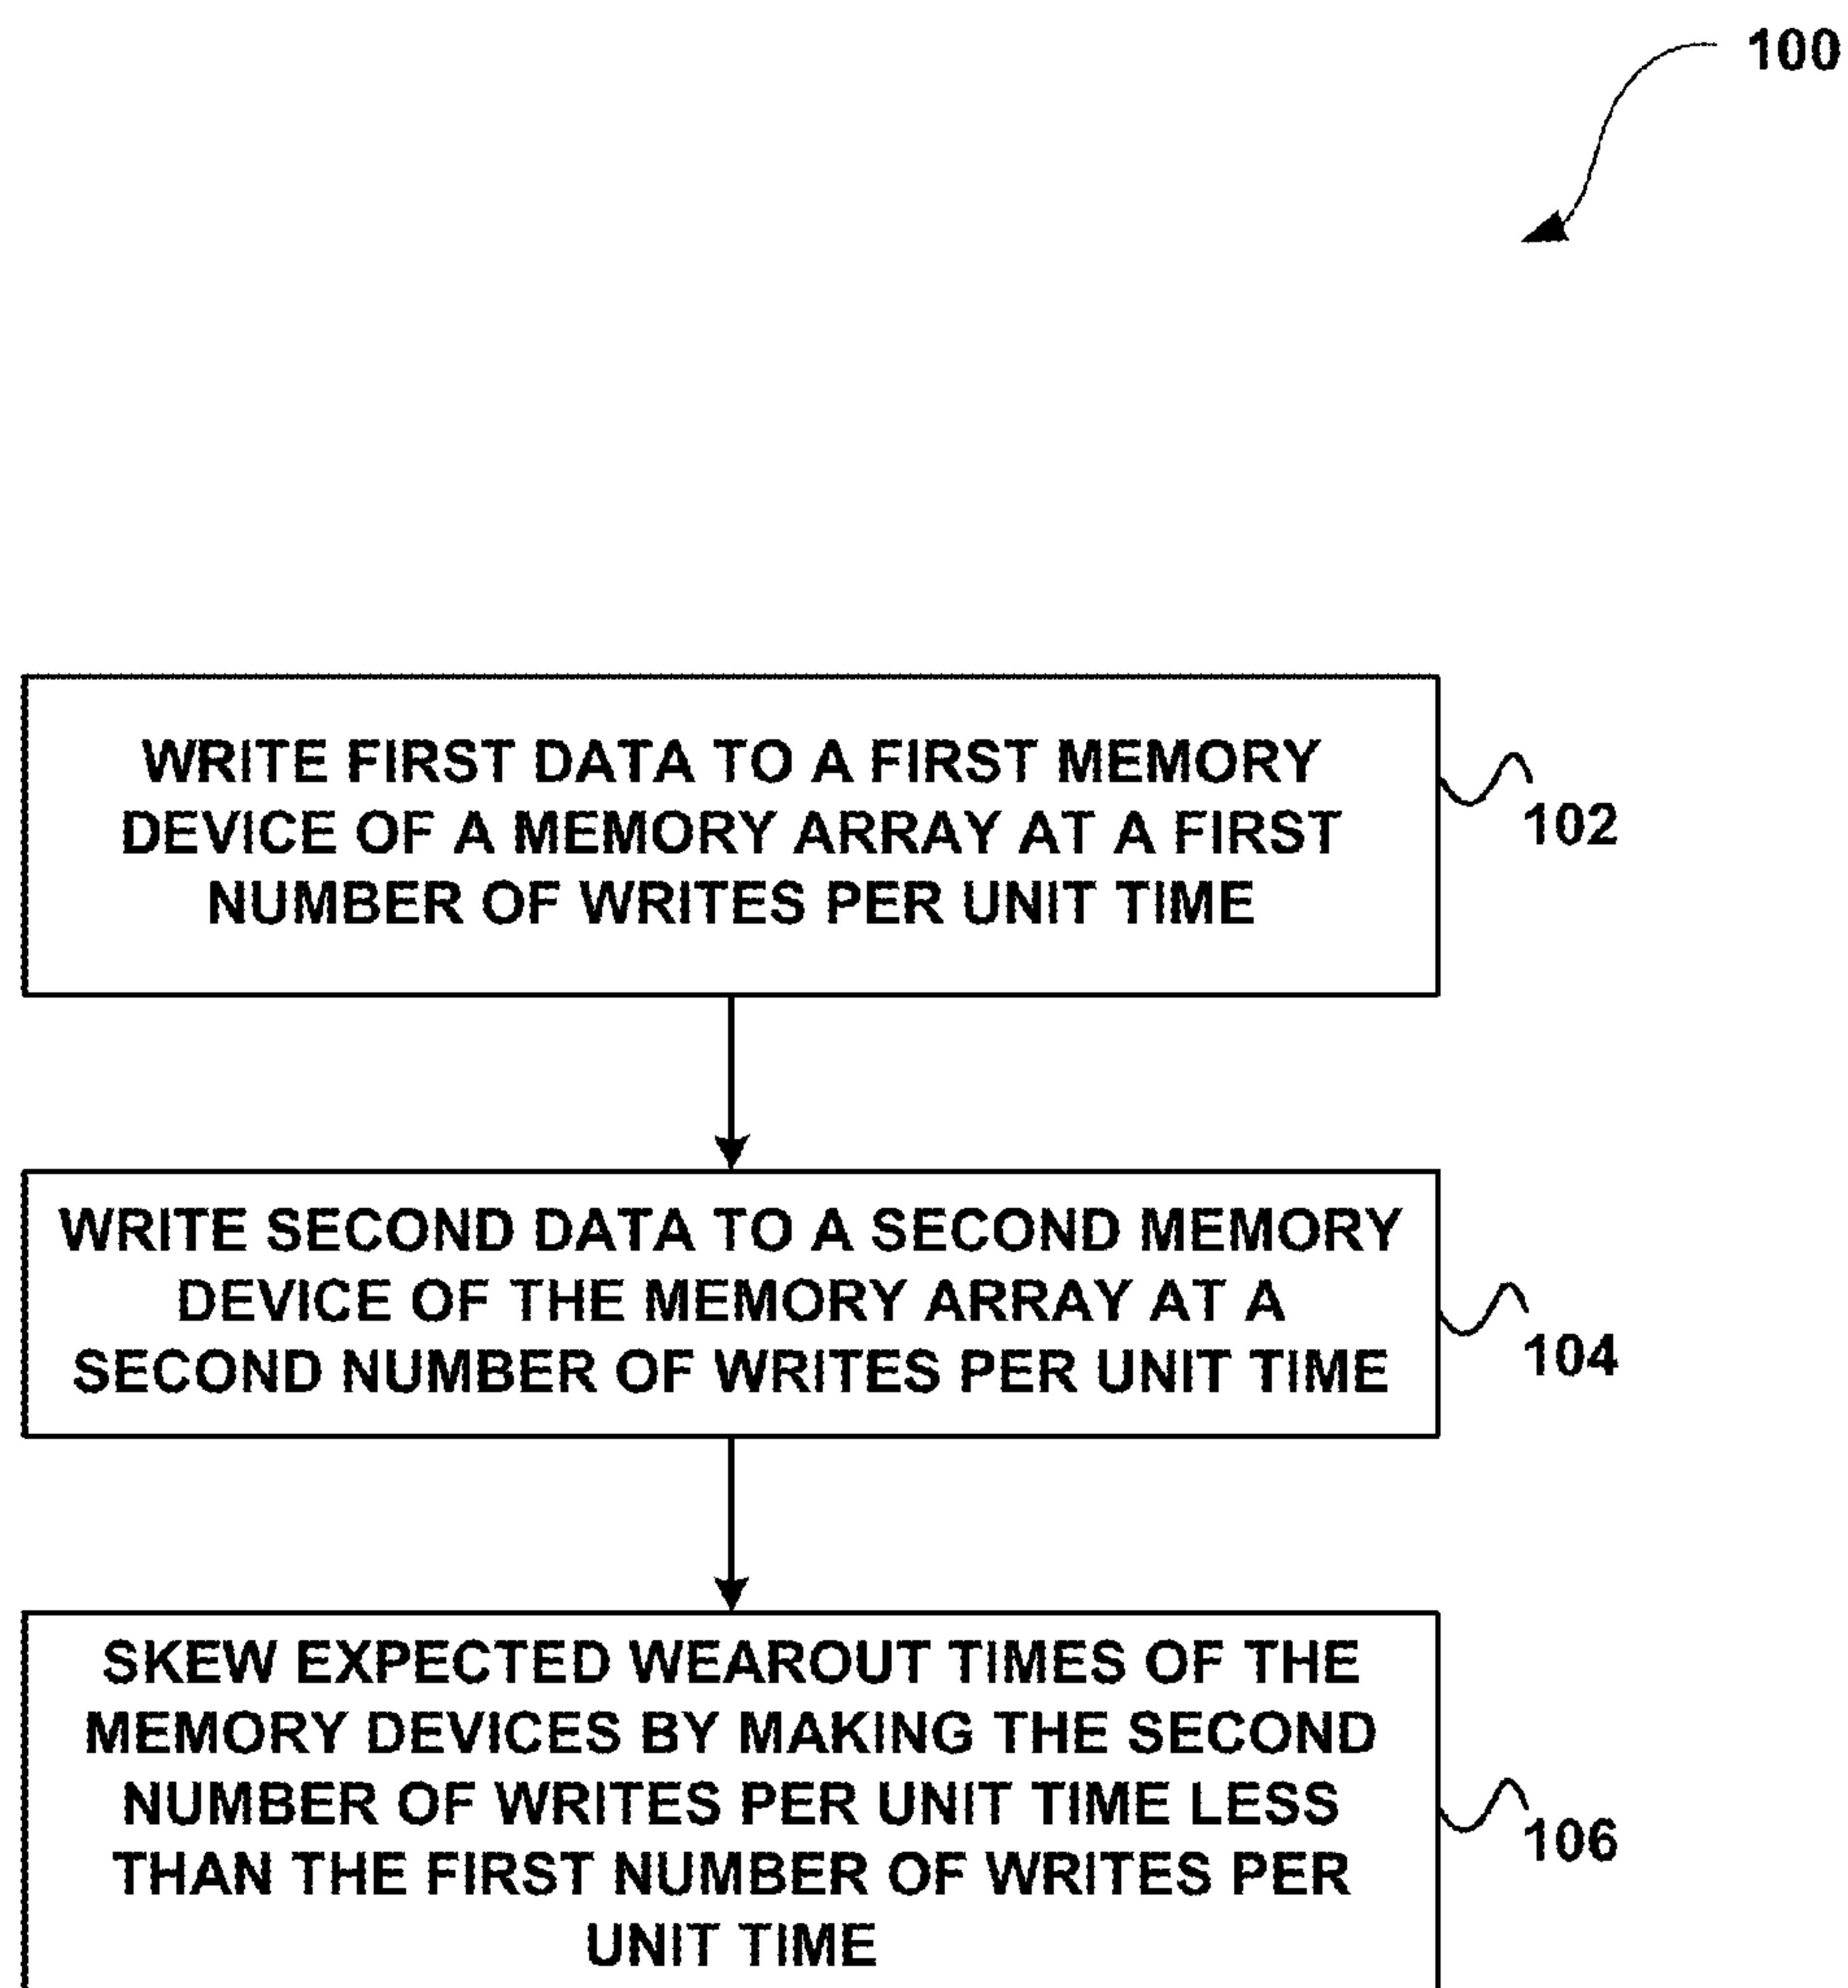 100
WRITE FIRST DATA TO A FIRST MEMORY
DEVICE OF A MEMORY ARRAY AT A FIRST
NUMBER OF WRITES PER UNIT TIME
102
WRITE SECOND DATA TO A SECOND MEMORY
DEVICE OF THE MEMORY ARRAY AT A
SECOND NUMBER OF WRITES PER UNIT TIME
104
SKEW EXPECTED WEAROUT TIMES OF THE
MEMORY DEVICES BY MAKING THE SECOND
NUMBER OF WRITES PER UNIT TIME LESS
THAN THE FIRST NUMBER OF WRITES PER
UNIT TIME
106